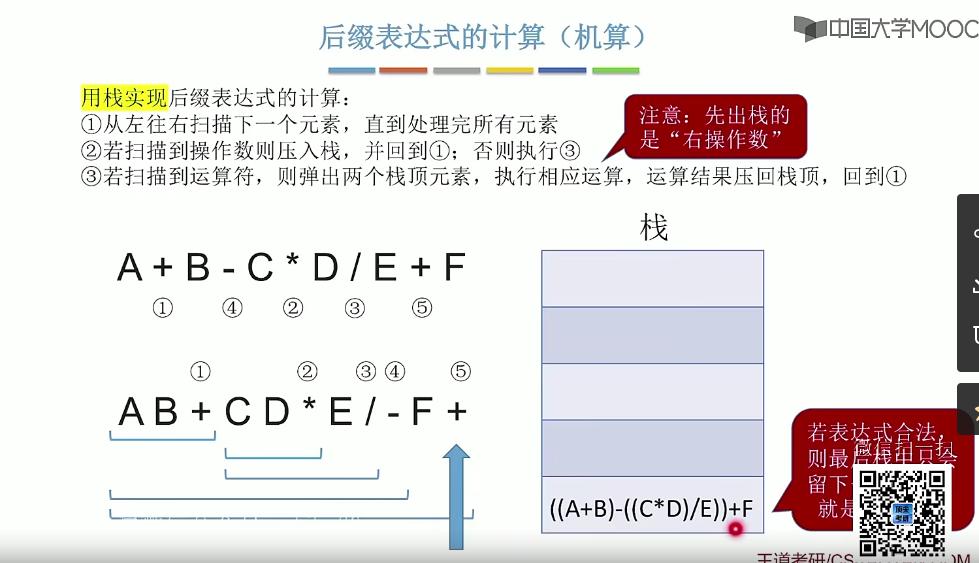 后缀表达式的计算（机算）
中国大学MOOC
用栈实现后缀表达式的计算：
①从左往右扫描下一个元素，直到处理完所有元素
②若扫描到操作数则压入栈，并回到①；否则执行③
③若扫描到运算符，则弹出两个栈顶元素，执行相应运算，运算结果压回栈顶，回到①
注意：先出栈的
是“右操作数”
栈
A + B - C * D / E + F
① ④ ② ③ ⑤
① ② ③ ④ ⑤
A B + C D * E / - F +
((A+B)-((C*D)/E))+F
若表达式合法，
则最后栈中只会
留下
就是
微信扫一扫
王道考研/CS